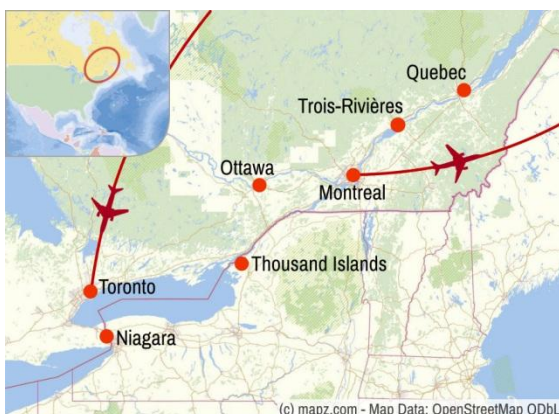 Quebec
Trois-Rivières
Ottawa
Montreal
Thousand Islands
Toronto
Niagara
(c) mapz.com - Map Data: OpenStreetMap ODbL